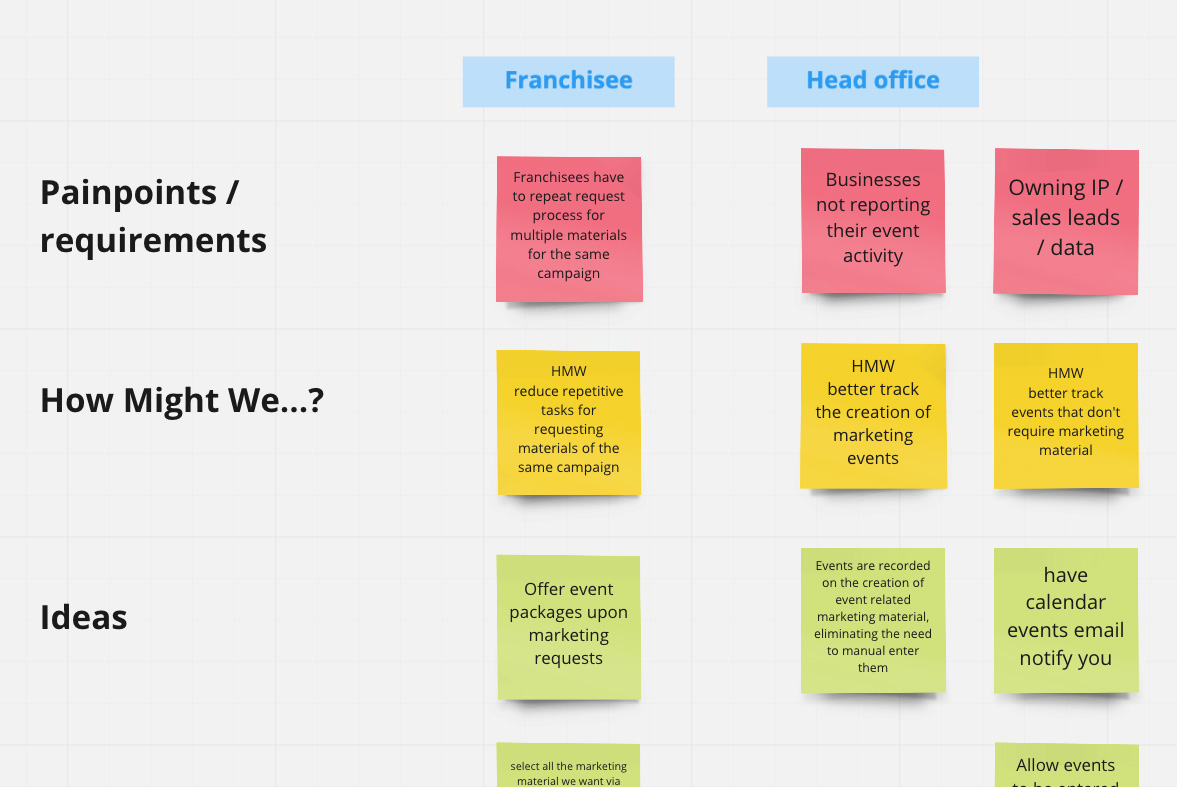 Franchisee
Head office
Painpoints /
requirements
Franchisees have
to repeat request
process for
multiple materials
for the same
campaign
Businesses
not reporting
their event
activity
Owning IP /
sales leads
/ data
How Might We...?
HMW
reduce repetitive
tasks for
requesting
materials of the
same campaign
HMW
better track
the creation of
marketing
events
HMW
better track
events that don't
require marketing
material
Ideas
Offer event
packages upon
marketing
requests
Events are recorded
on the creation of
event related
marketing material,
eliminating the need
to manual enter
them
have
calendar
events email
notify you
select all the marketing
material we want via
Allow events
to be entered